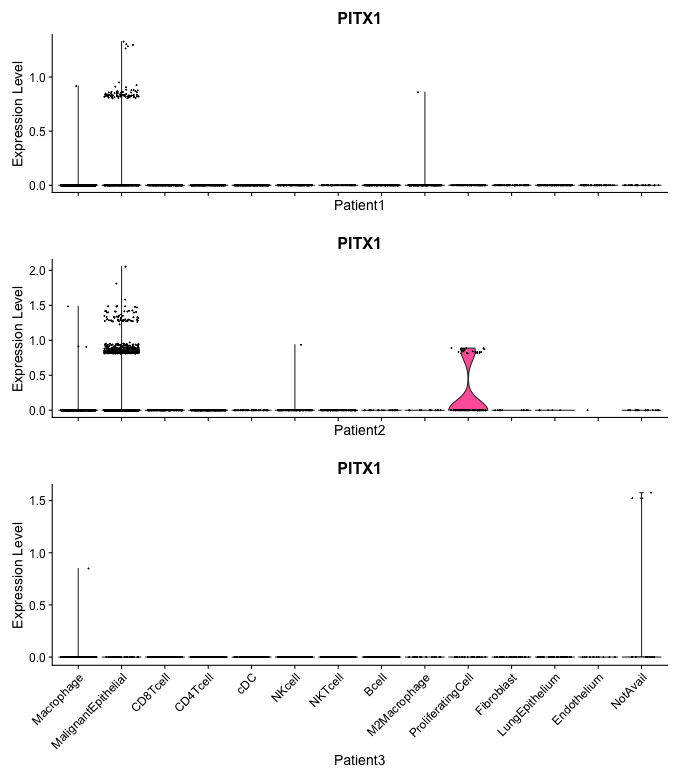 PITX1
Expression Level
1.0
0.5
0.0
Patient1
PITX1
Expression Level
2.0
1.5
1.0
0.5
0.0
Patient2
PITX1
Expression Level
1.5
1.0
0.5
0.0
Macrophage
MalignantEpithelial
CD8Tcell
CD4Tcell
cDC
NKcell
NKTcell
Bcell
M2Macrophage
ProliferatingCell
Fibroblast
LungEpithelium
Endothelium
NotAvail
Patient3